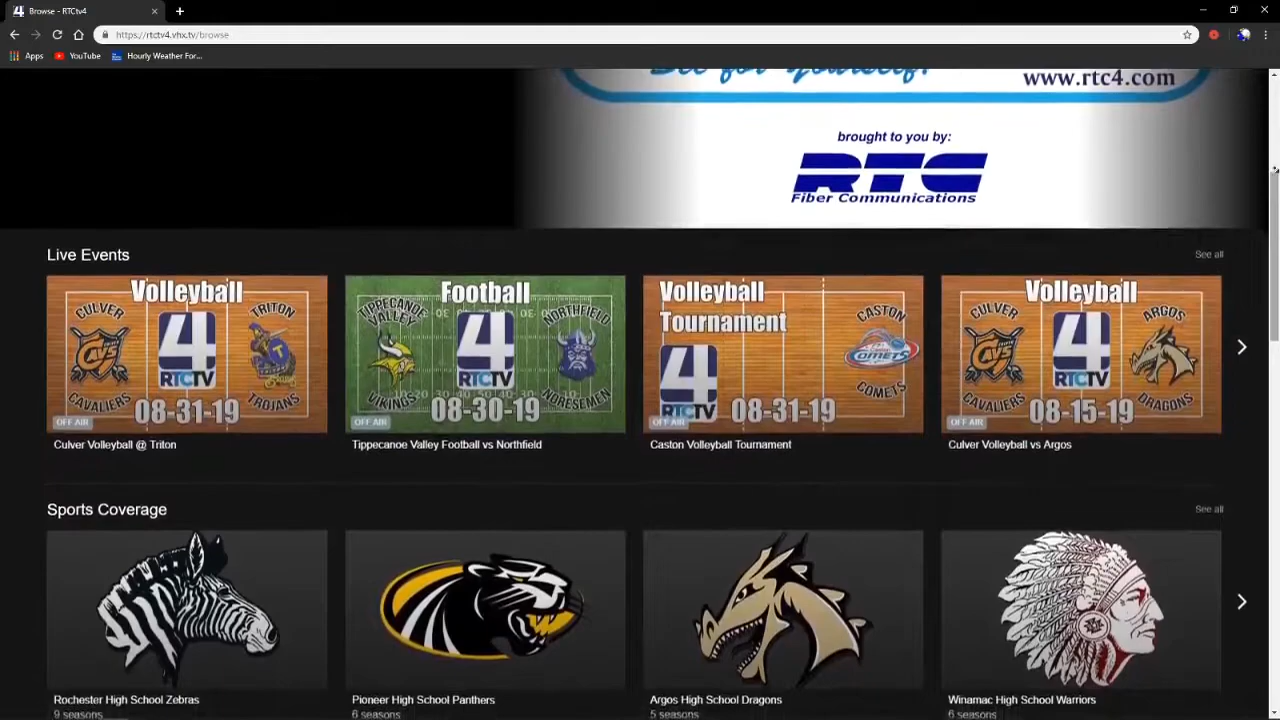 4 Browse - RTCtv4
https://rtctv4.vhx.tv/browse
Apps YouTube Hourly Weather For...
www.rtc4.com
brought to you by:
RTC
Fiber Communications
Live Events
See all
Volleyball
CULVER
TRITON
4
RTCTV
CAVALIERS
TROJANS
08-31-19
OFF AIR
Culver Volleyball @ Triton
Football
TIPPECANOE
VALLEY
NORTHFIELD
4
RTCTV
VIKINGS
NORSEMEN
08-30-19
OFF AIR
Tippecanoe Valley Football vs Northfield
Volleyball
Tournament
CASTON
COMETS
4
RTCTV
COMETS
08-31-19
OFF AIR
Caston Volleyball Tournament
Volleyball
CULVER
ARGOS
CAVS
4
RTCTV
CAVALIERS
DRAGONS
08-15-19
OFF AIR
Culver Volleyball vs Argos
Sports Coverage
See all
Rochester High School Zebras
9 seasons
Pioneer High School Panthers
6 seasons
Argos High School Dragons
5 seasons
Winamac High School Warriors
6 seasons